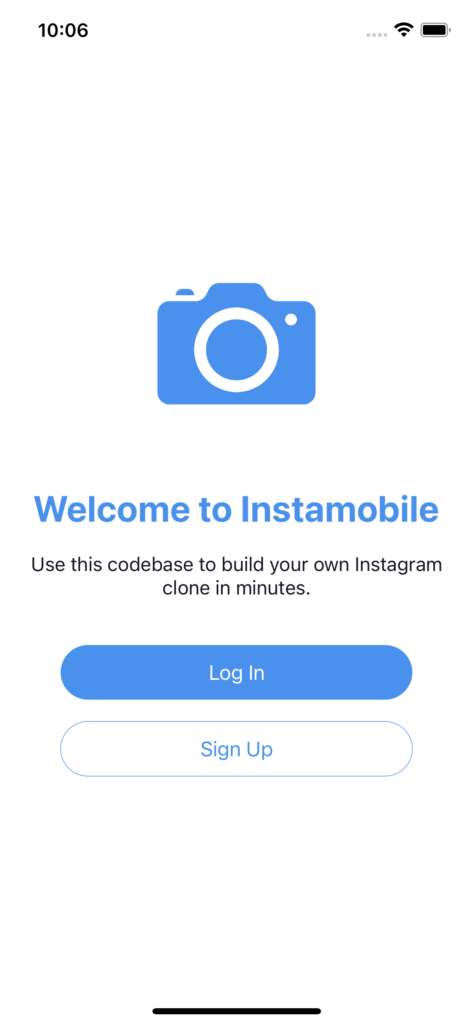 10:06
Welcome to Instamobile
Use this codebase to build your own Instagram
clone in minutes.
Log In
Sign Up